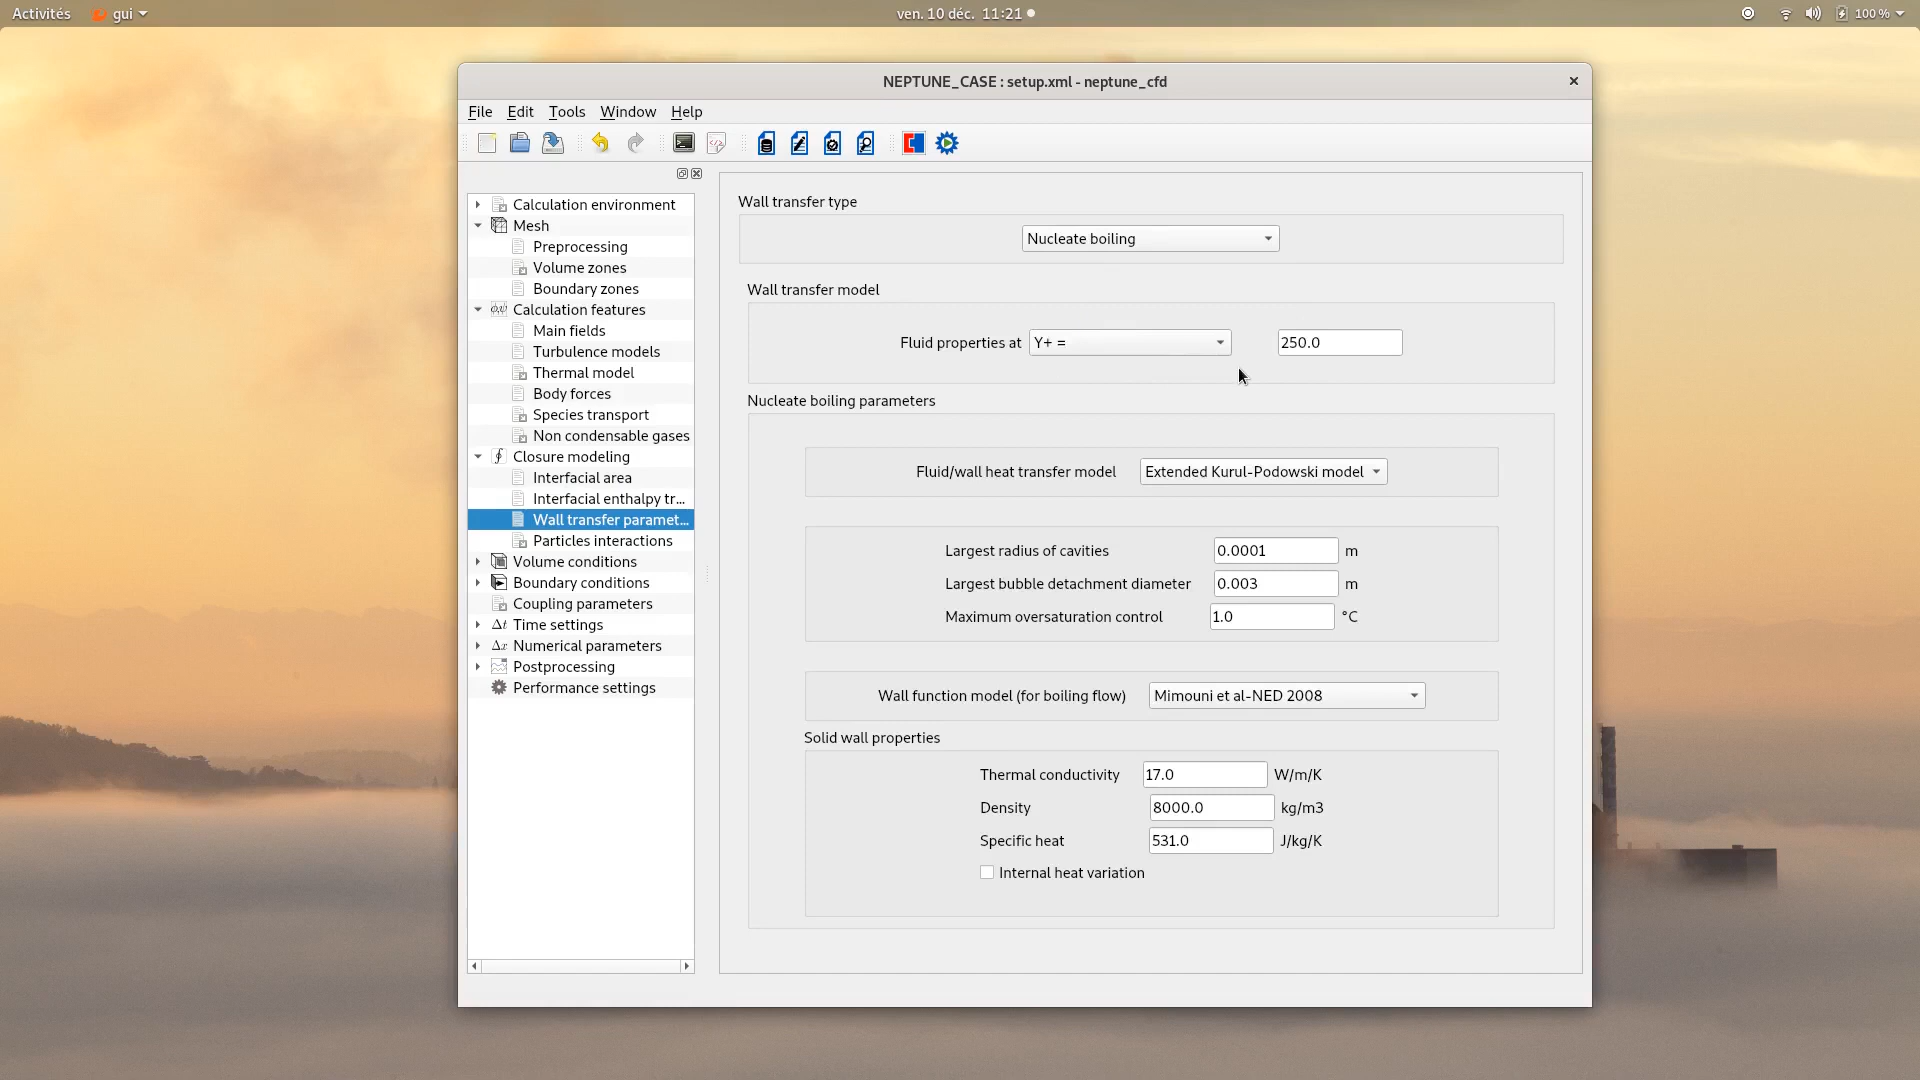 Activités gui ven. 10 déc. 11:21 100 %
NEPTUNE_CASE : setup.xml - neptune_cfd
File Edit Tools Window Help
Calculation environment
Mesh
Preprocessing
Volume zones
Boundary zones
Calculation features
Main fields
Turbulence models
Thermal model
Body forces
Species transport
Non condensable gases
Closure modeling
Interfacial area
Interfacial enthalpy tr...
Wall transfer paramet...
Particles interactions
Volume conditions
Boundary conditions
Coupling parameters
Δt Time settings
Δx Numerical parameters
Postprocessing
Performance settings
Wall transfer type
Nucleate boiling
Wall transfer model
Fluid properties at Y+ = 250.0
Nucleate boiling parameters
Fluid/wall heat transfer model Extended Kurul-Podowski model
Largest radius of cavities 0.0001 m
Largest bubble detachment diameter 0.003 m
Maximum oversaturation control 1.0 °C
Wall function model (for boiling flow) Mimouni et al-NED 2008
Solid wall properties
Thermal conductivity 17.0 W/m/K
Density 8000.0 kg/m3
Specific heat 531.0 J/kg/K
Internal heat variation